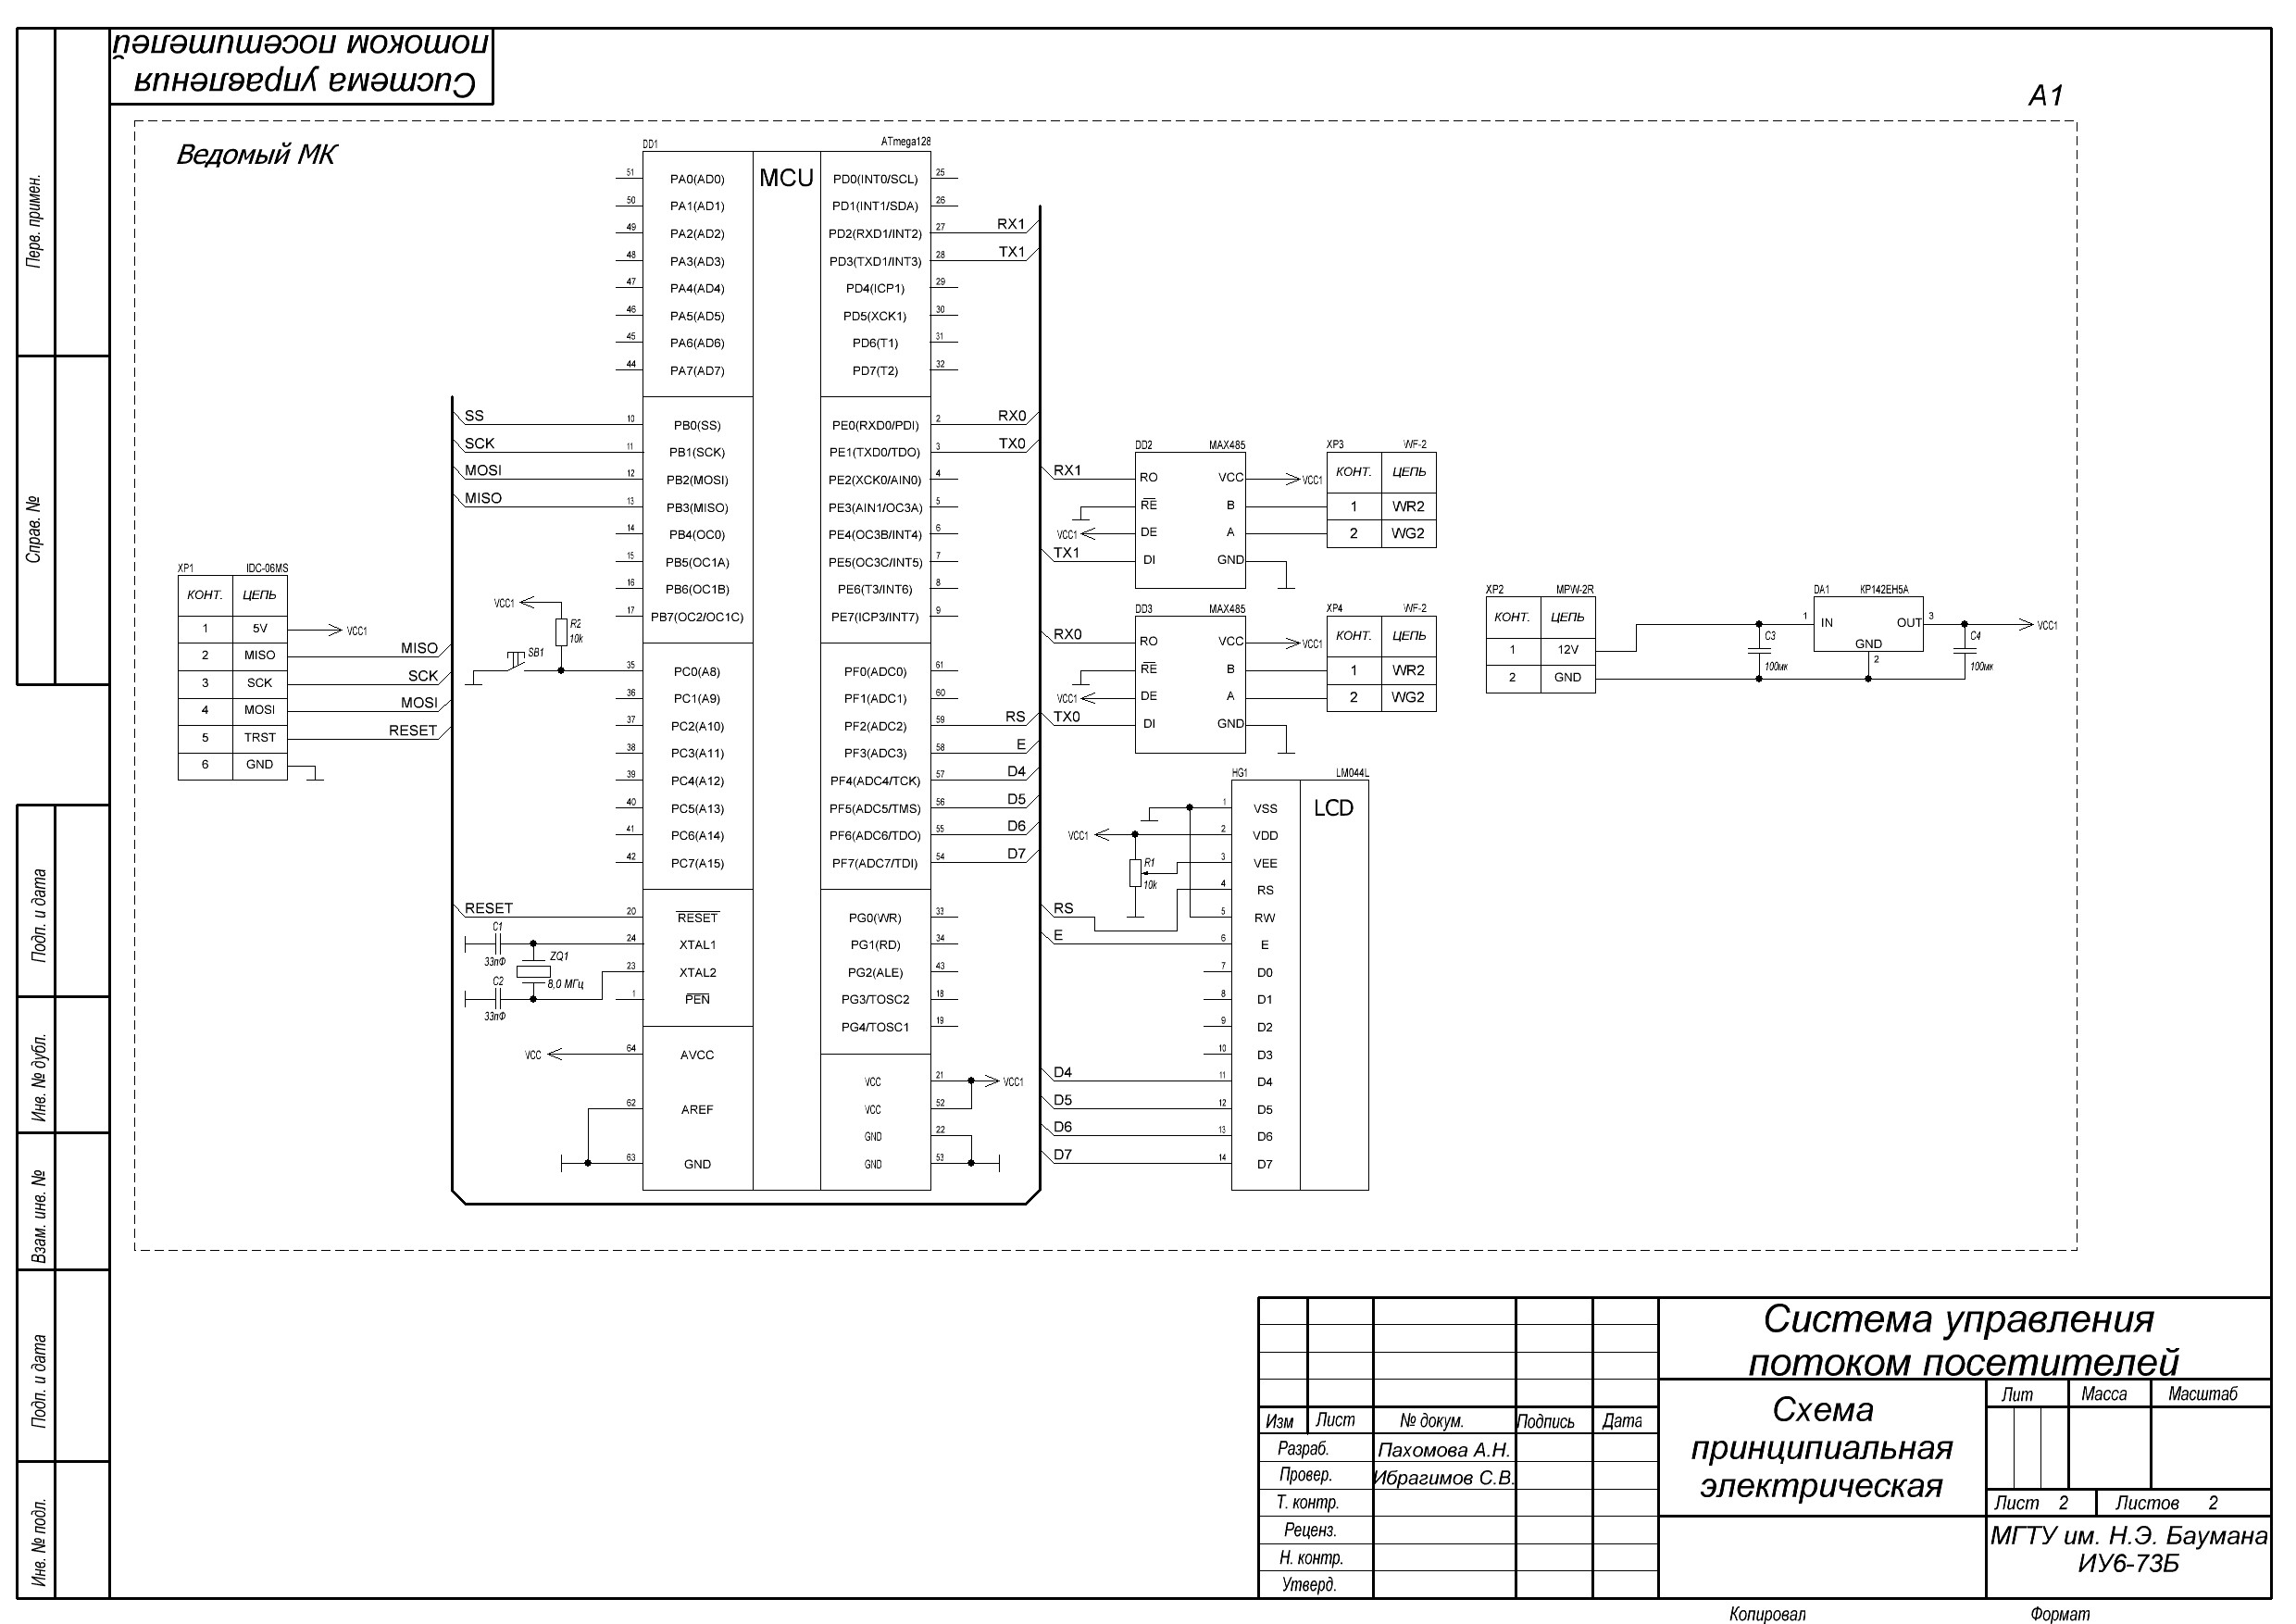 Система управления
потоком посетителей
А1
Ведомый МК
Перв. примен.
Справ. №
Подп. и дата
Инв. № дубл.
Взам. инв. №
Подп. и дата
Инв. № подл.
XP1 IDC-06MS
КОНТ. ЦЕПЬ
1 5V VCC1
2 MISO MISO
3 SCK SCK
4 MOSI MOSI
5 TRST RESET
6 GND
SS
SCK
MOSI
MISO
VCC1
R2
10k
SB1
RESET
C1
33пФ
ZQ1
8,0 МГц
C2
33пФ
VCC
DD1 ATmega128
MCU
51 PA0(AD0)
50 PA1(AD1)
49 PA2(AD2)
48 PA3(AD3)
47 PA4(AD4)
46 PA5(AD5)
45 PA6(AD6)
44 PA7(AD7)
10 PB0(SS)
11 PB1(SCK)
12 PB2(MOSI)
13 PB3(MISO)
14 PB4(OC0)
15 PB5(OC1A)
16 PB6(OC1B)
17 PB7(OC2/OC1C)
35 PC0(A8)
36 PC1(A9)
37 PC2(A10)
38 PC3(A11)
39 PC4(A12)
40 PC5(A13)
41 PC6(A14)
42 PC7(A15)
20 RESET
24 XTAL1
23 XTAL2
1 PEN
64 AVCC
62 AREF
63 GND
PD0(INT0/SCL) 25
PD1(INT1/SDA) 26
PD2(RXD1/INT2) 27 RX1
PD3(TXD1/INT3) 28 TX1
PD4(ICP1) 29
PD5(XCK1) 30
PD6(T1) 31
PD7(T2) 32
PE0(RXD0/PDI) 2 RX0
PE1(TXD0/TDO) 3 TX0
PE2(XCK0/AIN0) 4
PE3(AIN1/OC3A) 5
PE4(OC3B/INT4) 6
PE5(OC3C/INT5) 7
PE6(T3/INT6) 8
PE7(ICP3/INT7) 9
PF0(ADC0) 61
PF1(ADC1) 60
PF2(ADC2) 59 RS
PF3(ADC3) 58 E
PF4(ADC4/TCK) 57 D4
PF5(ADC5/TMS) 56 D5
PF6(ADC6/TDO) 55 D6
PF7(ADC7/TDI) 54 D7
PG0(WR) 33
PG1(RD) 34
PG2(ALE) 43
PG3/TOSC2 18
PG4/TOSC1 19
VCC 21 VCC1
VCC 52
GND 22
GND 53
DD2 MAX485
RX1 RO VCC VCC1
RE B
VCC1 DE A
TX1 DI GND
XP3 WF-2
КОНТ. ЦЕПЬ
1 WR2
2 WG2
DD3 MAX485
RX0 RO VCC VCC1
RE B
VCC1 DE A
TX0 DI GND
XP4 WF-2
КОНТ. ЦЕПЬ
1 WR2
2 WG2
HG1 LM044L
LCD
1 VSS
VCC1 2 VDD
R1
10k
3 VEE
4 RS
RS 5 RW
E 6 E
7 D0
8 D1
9 D2
10 D3
D4 11 D4
D5 12 D5
D6 13 D6
D7 14 D7
XP2 MPW-2R
КОНТ. ЦЕПЬ
1 12V
2 GND
DA1 КР142ЕН5А
1 IN OUT 3
GND
2
C3
100мк
C4
100мк
VCC1
Система управления
потоком посетителей
Схема
принципиальная
электрическая
Лит Масса Масштаб
Лист 2 Листов 2
МГТУ им. Н.Э. Баумана
ИУ6-73Б
Изм Лист № докум. Подпись Дата
Разраб. Пахомова А.Н.
Провер. Ибрагимов С.В.
Т. контр.
Реценз.
Н. контр.
Утверд.
Копировал Формат